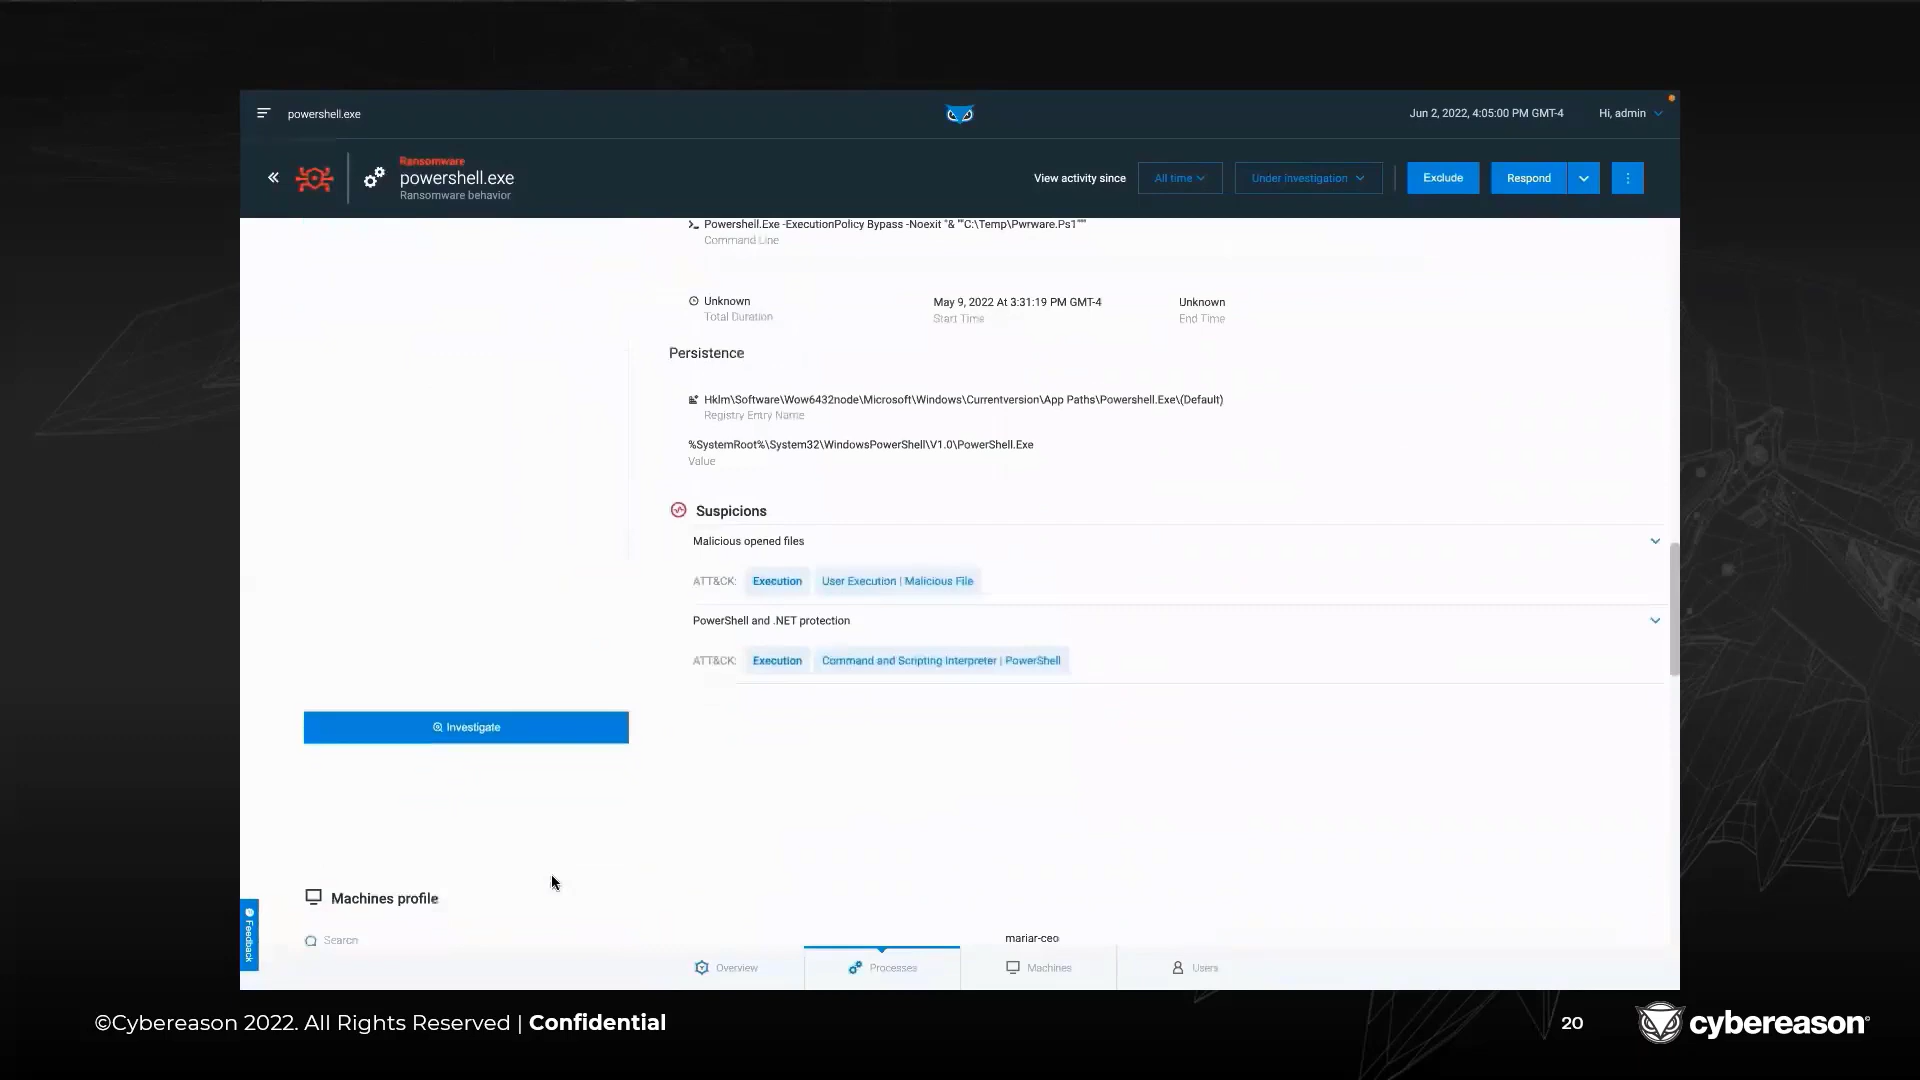 powershell.exe
Jun 2, 2022, 4:05:00 PM GMT-4
Hi, admin
Ransomware
powershell.exe
Ransomware behavior
View activity since
All time
Under investigation
Exclude
Respond
Powershell.Exe -ExecutionPolicy Bypass -Noexit "& '"C:\Temp\Pwrware.Ps1"'"
Command Line
Unknown
Total Duration
May 9, 2022 At 3:31:19 PM GMT-4
Start Time
Unknown
End Time
Persistence
Hklm\Software\Wow6432node\Microsoft\Windows\Currentversion\App Paths\Powershell.Exe\(Default)
Registry Entry Name
%SystemRoot%\System32\WindowsPowerShell\V1.0\PowerShell.Exe
Value
Suspicions
Malicious opened files
ATT&CK: Execution User Execution | Malicious File
PowerShell and .NET protection
ATT&CK: Execution Command and Scripting Interpreter | PowerShell
Investigate
Machines profile
Feedback
Search
mariar-ceo
Overview
Processes
Machines
Users
©Cybereason 2022. All Rights Reserved | Confidential
20
cybereason